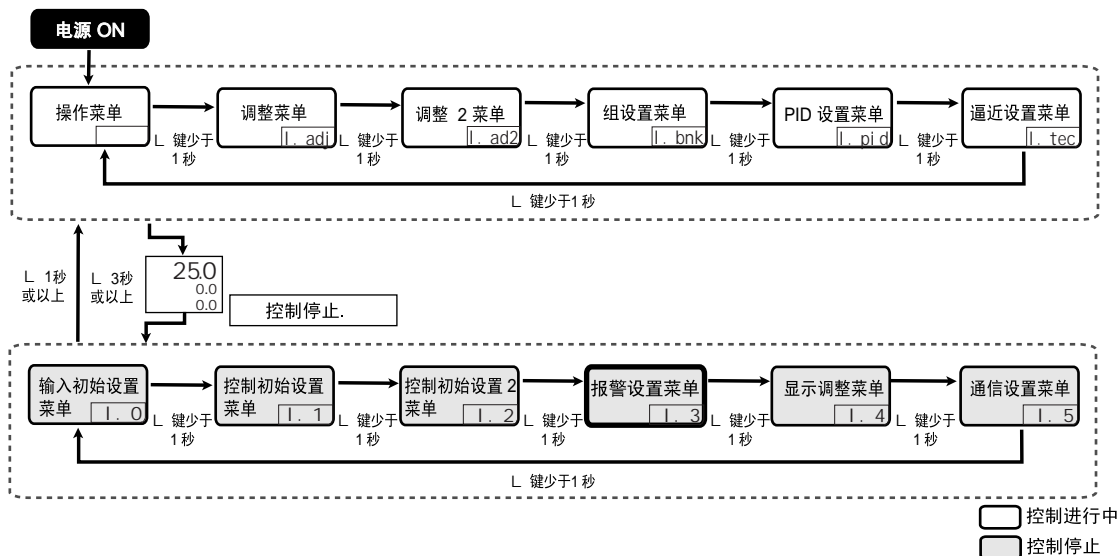 电源 ON
操作菜单
调整菜单
l. adj
调整 2 菜单
l. ad2
组设置菜单
l. bnk
PID 设置菜单
l. pid
逼近设置菜单
l. tec
L 键少于
1 秒
L 键少于
1 秒
L 键少于
1 秒
L 键少于
1 秒
L 键少于
1 秒
L 键少于1 秒
L 1秒
或以上
L 3秒
或以上
25.0
0.0
0.0
控制停止.
输入初始设置
菜单
l. 0
控制初始设置
菜单
l. 1
控制初始设置 2
菜单
l. 2
报警设置菜单
l. 3
显示调整菜单
l. 4
通信设置菜单
l. 5
L 键少于
1 秒
L 键少于
1 秒
L 键少于
1 秒
L 键少于
1 秒
L 键少于
1 秒
L 键少于1 秒
控制进行中
控制停止